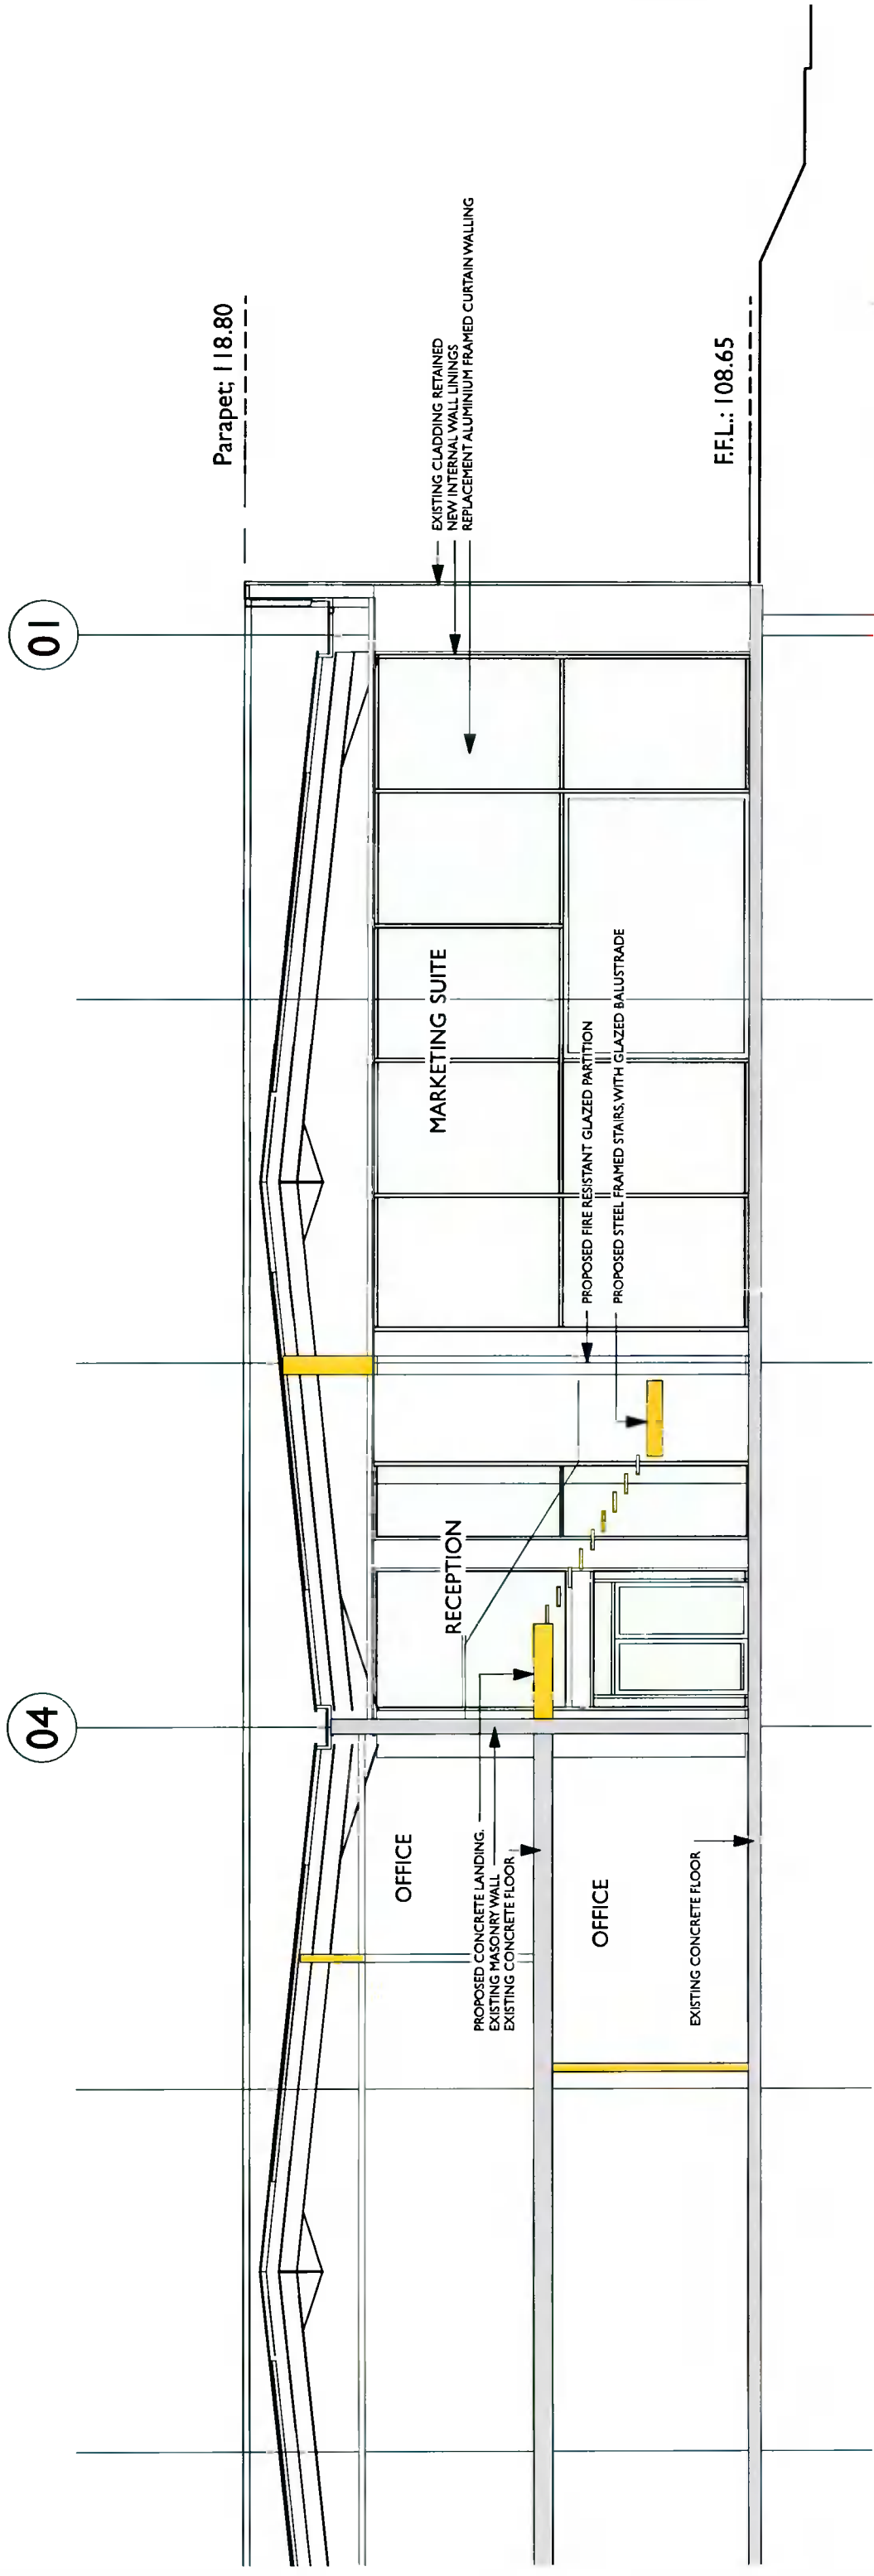 04
01
Parapet; 118.80
EXISTING CLADDING RETAINED
NEW INTERNAL WALL LININGS
REPLACEMENT ALUMINIUM FRAMED CURTAIN WALLING
OFFICE
RECEPTION
MARKETING SUITE
PROPOSED CONCRETE LANDING.
EXISTING MASONRY WALL
EXISTING CONCRETE FLOOR
PROPOSED FIRE RESISTANT GLAZED PARTITION
PROPOSED STEEL FRAMED STAIRS, WITH GLAZED BALUSTRADE
OFFICE
EXISTING CONCRETE FLOOR
F.F.L.: 108.65